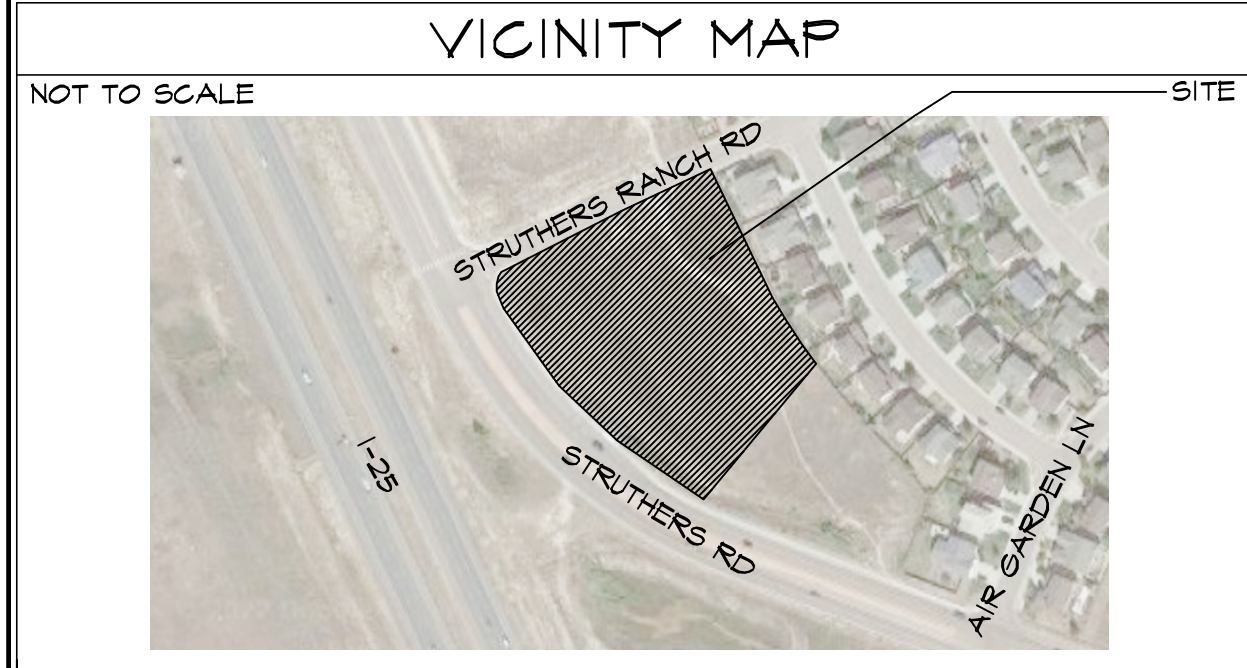 VICINITY MAP
NOT TO SCALE
SITE
STRUTHERS RANCH RD
I-25
STRUTHERS RD
AIR GARDEN LN